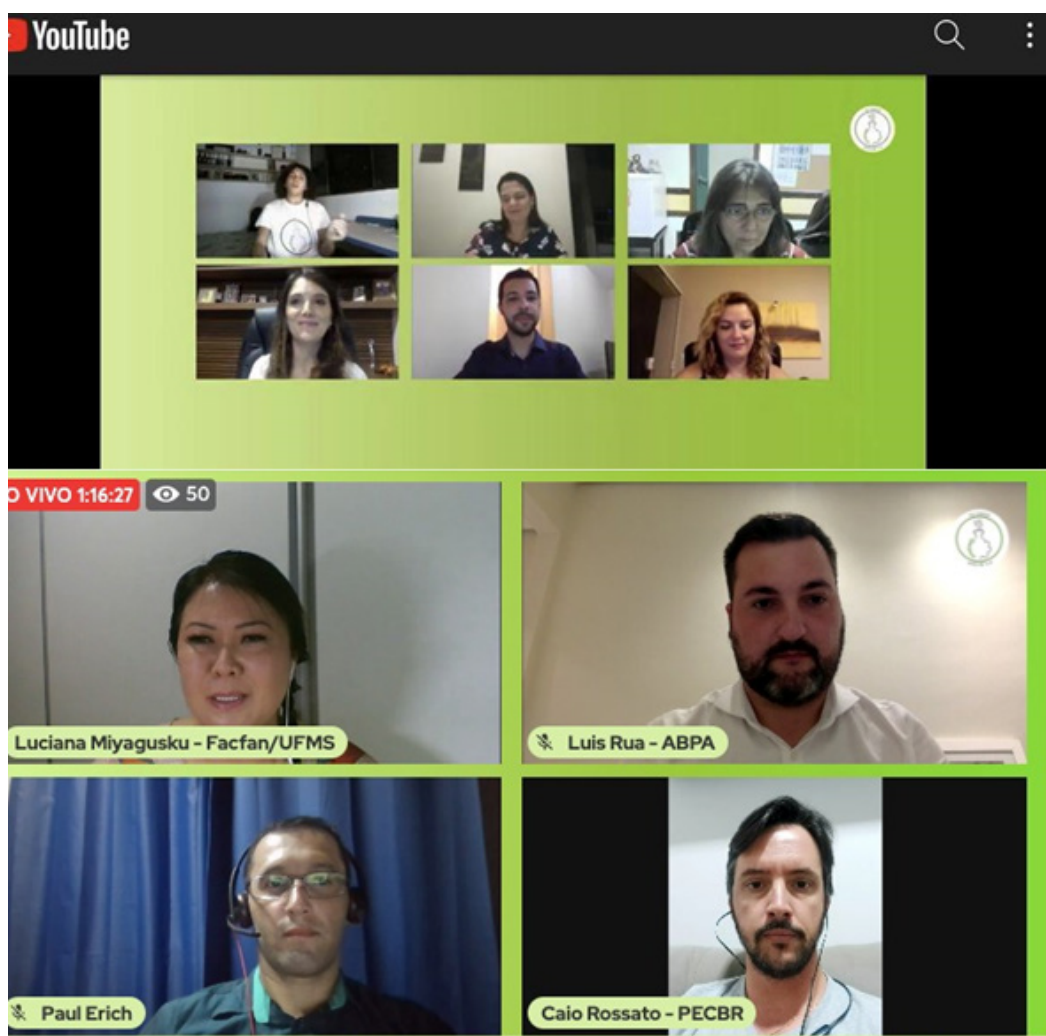 YouTube
O VIVO 1:16:27 50
Luciana Miyagusku - Facfan/UFMS
Luis Rua - ABPA
Paul Erich
Caio Rossato - PECBR